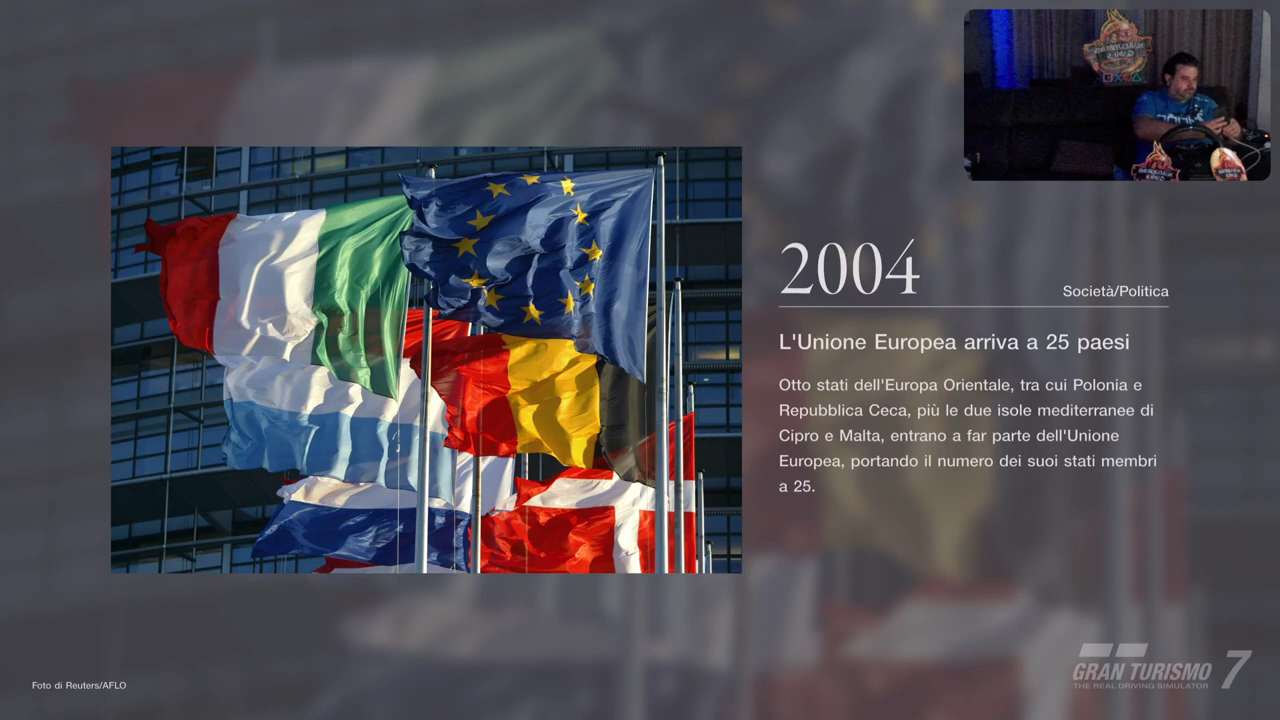 2004
Società/Politica
L'Unione Europea arriva a 25 paesi
Otto stati dell'Europa Orientale, tra cui Polonia e
Repubblica Ceca, più le due isole mediterranee di
Cipro e Malta, entrano a far parte dell'Unione
Europea, portando il numero dei suoi stati membri
a 25.
Foto di Reuters/AFLO
GRAN TURISMO 7
THE REAL DRIVING SIMULATOR